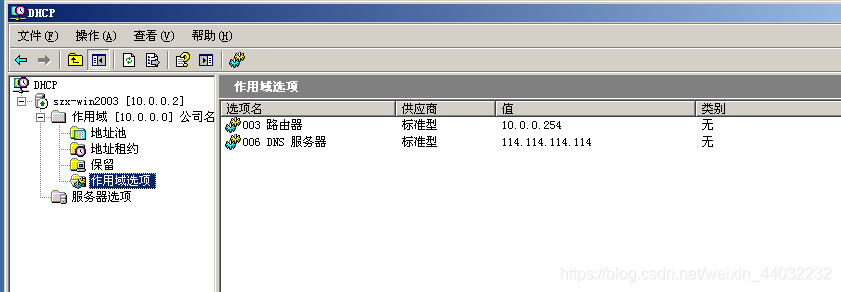 DHCP
文件(F) 操作(A) 查看(V) 帮助(H)
DHCP
szx-win2003 [10.0.0.2]
作用域 [10.0.0.0] 公司名
地址池
地址租约
保留
作用域选项
服务器选项
作用域选项
选项名 供应商 值 类别
003 路由器 标准型 10.0.0.254 无
006 DNS 服务器 标准型 114.114.114.114 无
https://blog.csdn.net/weixin_44032232